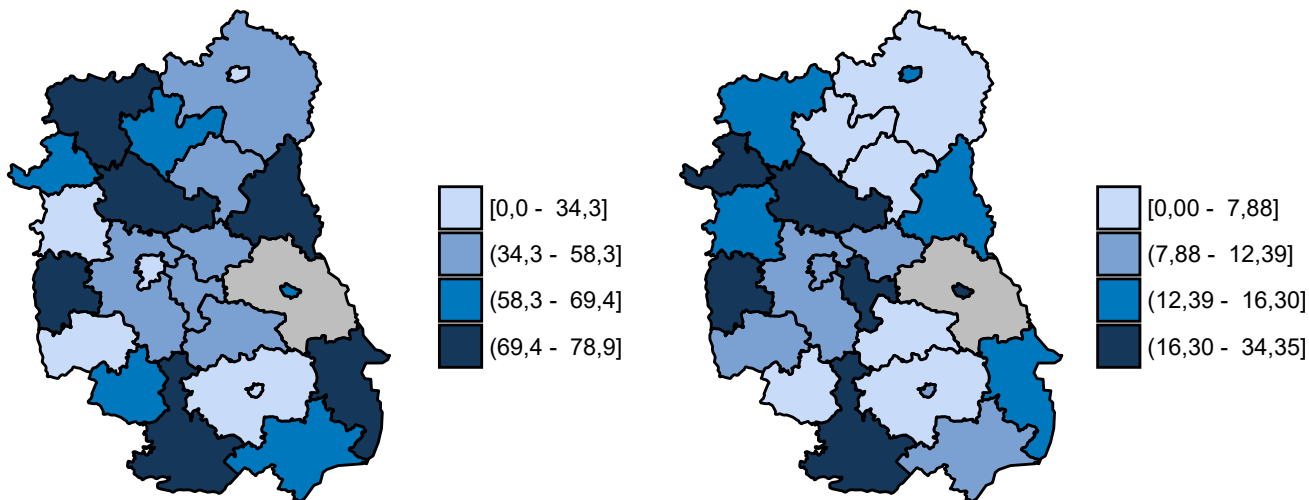 [0,0 - 34,3]
(34,3 - 58,3]
(58,3 - 69,4]
(69,4 - 78,9]
[0,00 - 7,88]
(7,88 - 12,39]
(12,39 - 16,30]
(16,30 - 34,35]